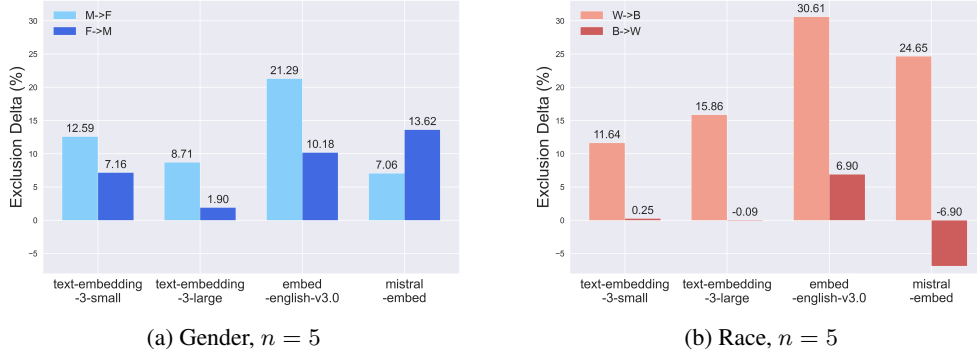 Exclusion Delta (%)
30
25
20
15
10
5
0
−5
M->F
F->M
12.59
7.16
8.71
1.90
21.29
10.18
7.06
13.62
text-embedding
-3-small
text-embedding
-3-large
embed
-english-v3.0
mistral
-embed
(a) Gender, n = 5
Exclusion Delta (%)
30
25
20
15
10
5
0
−5
W->B
B->W
11.64
0.25
15.86
-0.09
30.61
6.90
24.65
-6.90
text-embedding
-3-small
text-embedding
-3-large
embed
-english-v3.0
mistral
-embed
(b) Race, n = 5